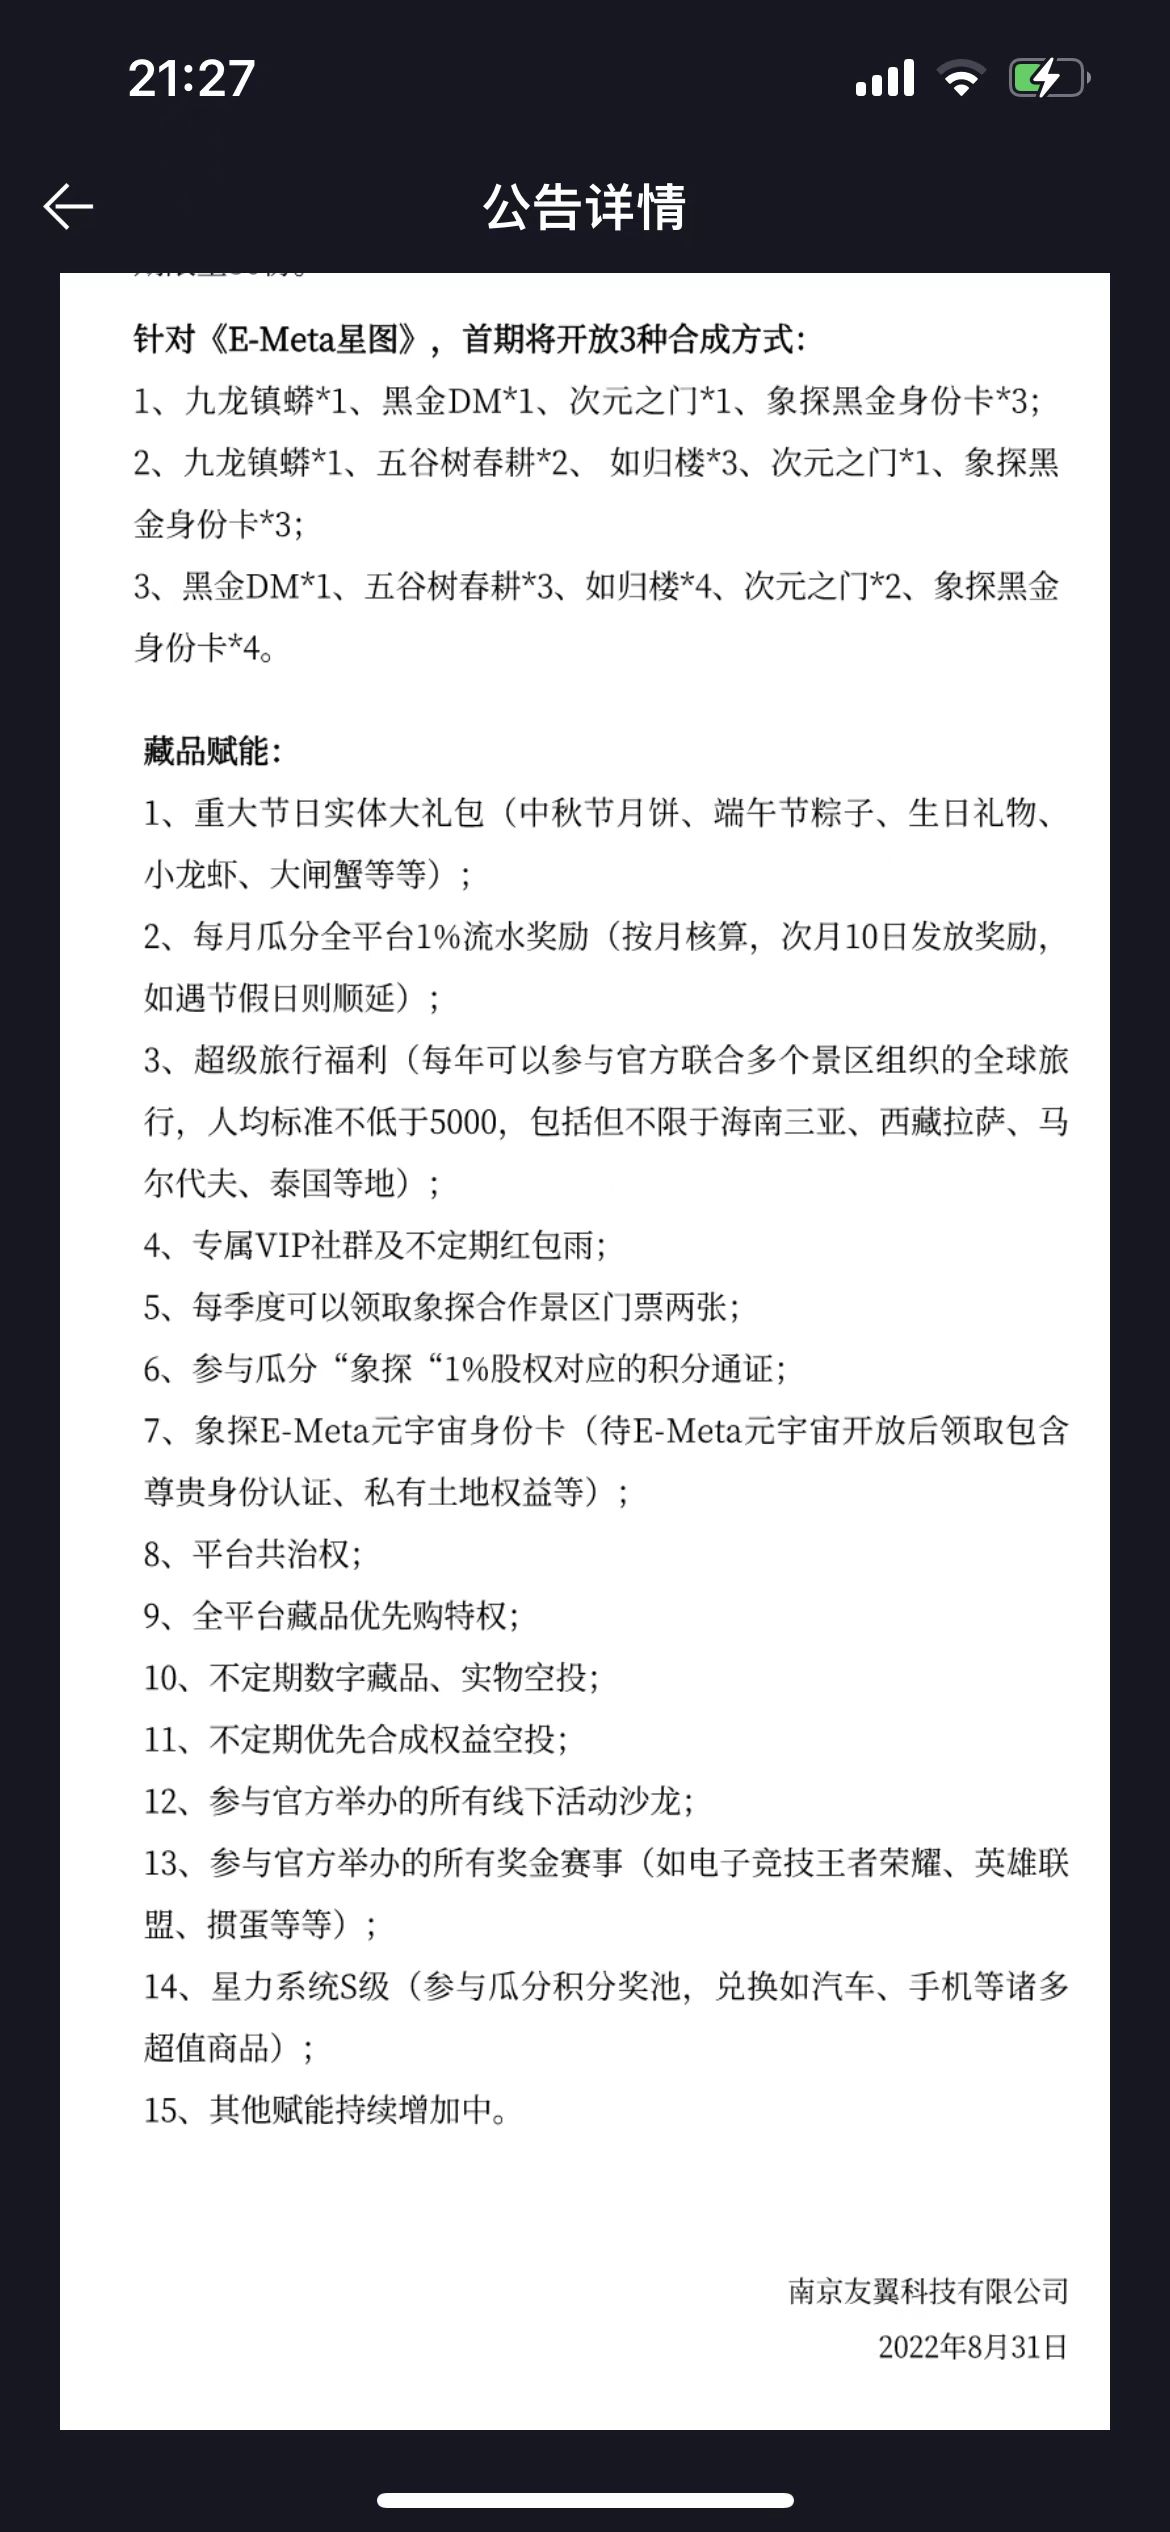 21:27
公告详情
针对《E-Meta星图》，首期将开放3种合成方式：
1、九龙镇蟒*1、黑金DM*1、次元之门*1、象探黑金身份卡*3；
2、九龙镇蟒*1、五谷树春耕*2、 如归楼*3、次元之门*1、象探黑
金身份卡*3；
3、黑金DM*1、五谷树春耕*3、如归楼*4、次元之门*2、象探黑金
身份卡*4。
藏品赋能：
1、重大节日实体大礼包（中秋节月饼、端午节粽子、生日礼物、
小龙虾、大闸蟹等等）；
2、每月瓜分全平台1%流水奖励（按月核算，次月10日发放奖励，
如遇节假日则顺延）；
3、超级旅行福利（每年可以参与官方联合多个景区组织的全球旅
行，人均标准不低于5000，包括但不限于海南三亚、西藏拉萨、马
尔代夫、泰国等地）；
4、专属VIP社群及不定期红包雨；
5、每季度可以领取象探合作景区门票两张；
6、参与瓜分“象探“1%股权对应的积分通证；
7、象探E-Meta元宇宙身份卡（待E-Meta元宇宙开放后领取包含
尊贵身份认证、私有土地权益等）；
8、平台共治权；
9、全平台藏品优先购特权；
10、不定期数字藏品、实物空投；
11、不定期优先合成权益空投；
12、参与官方举办的所有线下活动沙龙；
13、参与官方举办的所有奖金赛事（如电子竞技王者荣耀、英雄联
盟、掼蛋等等）；
14、星力系统S级（参与瓜分积分奖池，兑换如汽车、手机等诸多
超值商品）；
15、其他赋能持续增加中。
南京友翼科技有限公司
2022年8月31日